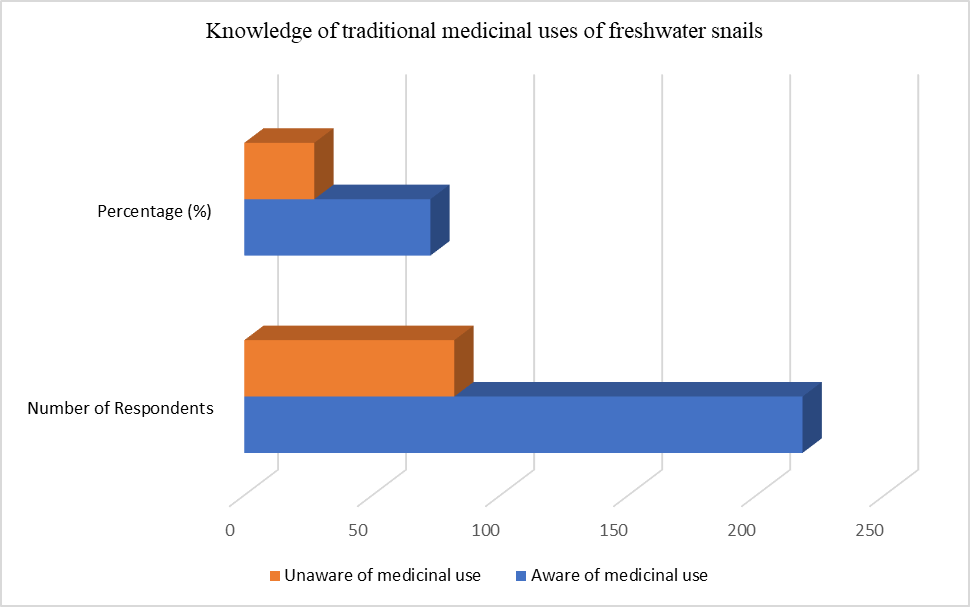 Knowledge of traditional medicinal uses of freshwater snails
Percentage (%)
Number of Respondents
0 50 100 150 200 250
Unaware of medicinal use Aware of medicinal use